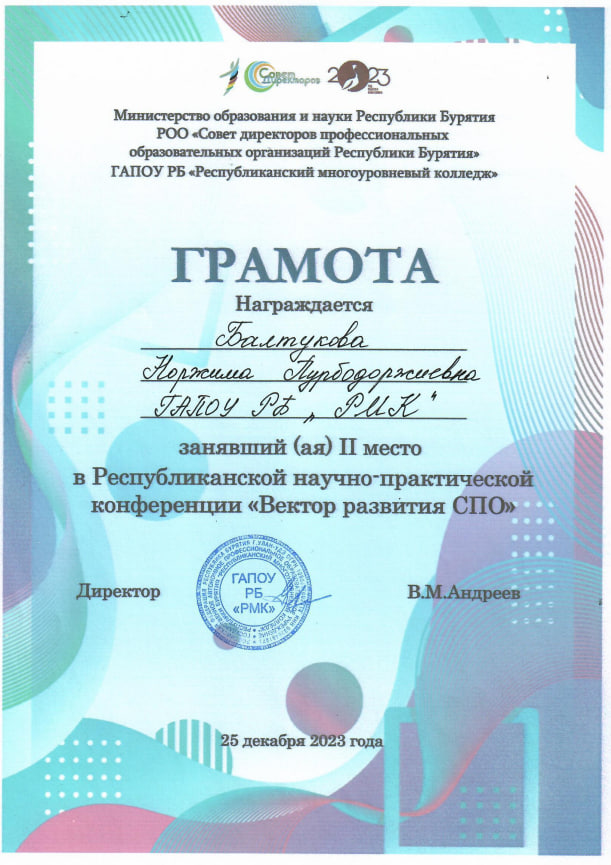 Совет
Директоров
2023
Министерство образования и науки Республики Бурятия
РОО «Совет директоров профессиональных
образовательных организаций Республики Бурятия»
ГАПОУ РБ «Республиканский многоуровневый колледж»
ГРАМОТА
Награждается
Балтукова
Норжима Пурбодоржиевна
ГАПОУ РБ „РМК“
занявший (ая) II место
в Республиканской научно-практической
конференции «Вектор развития СПО»
Директор
ГАПОУ
РБ
«РМК»
В.М.Андреев
25 декабря 2023 года